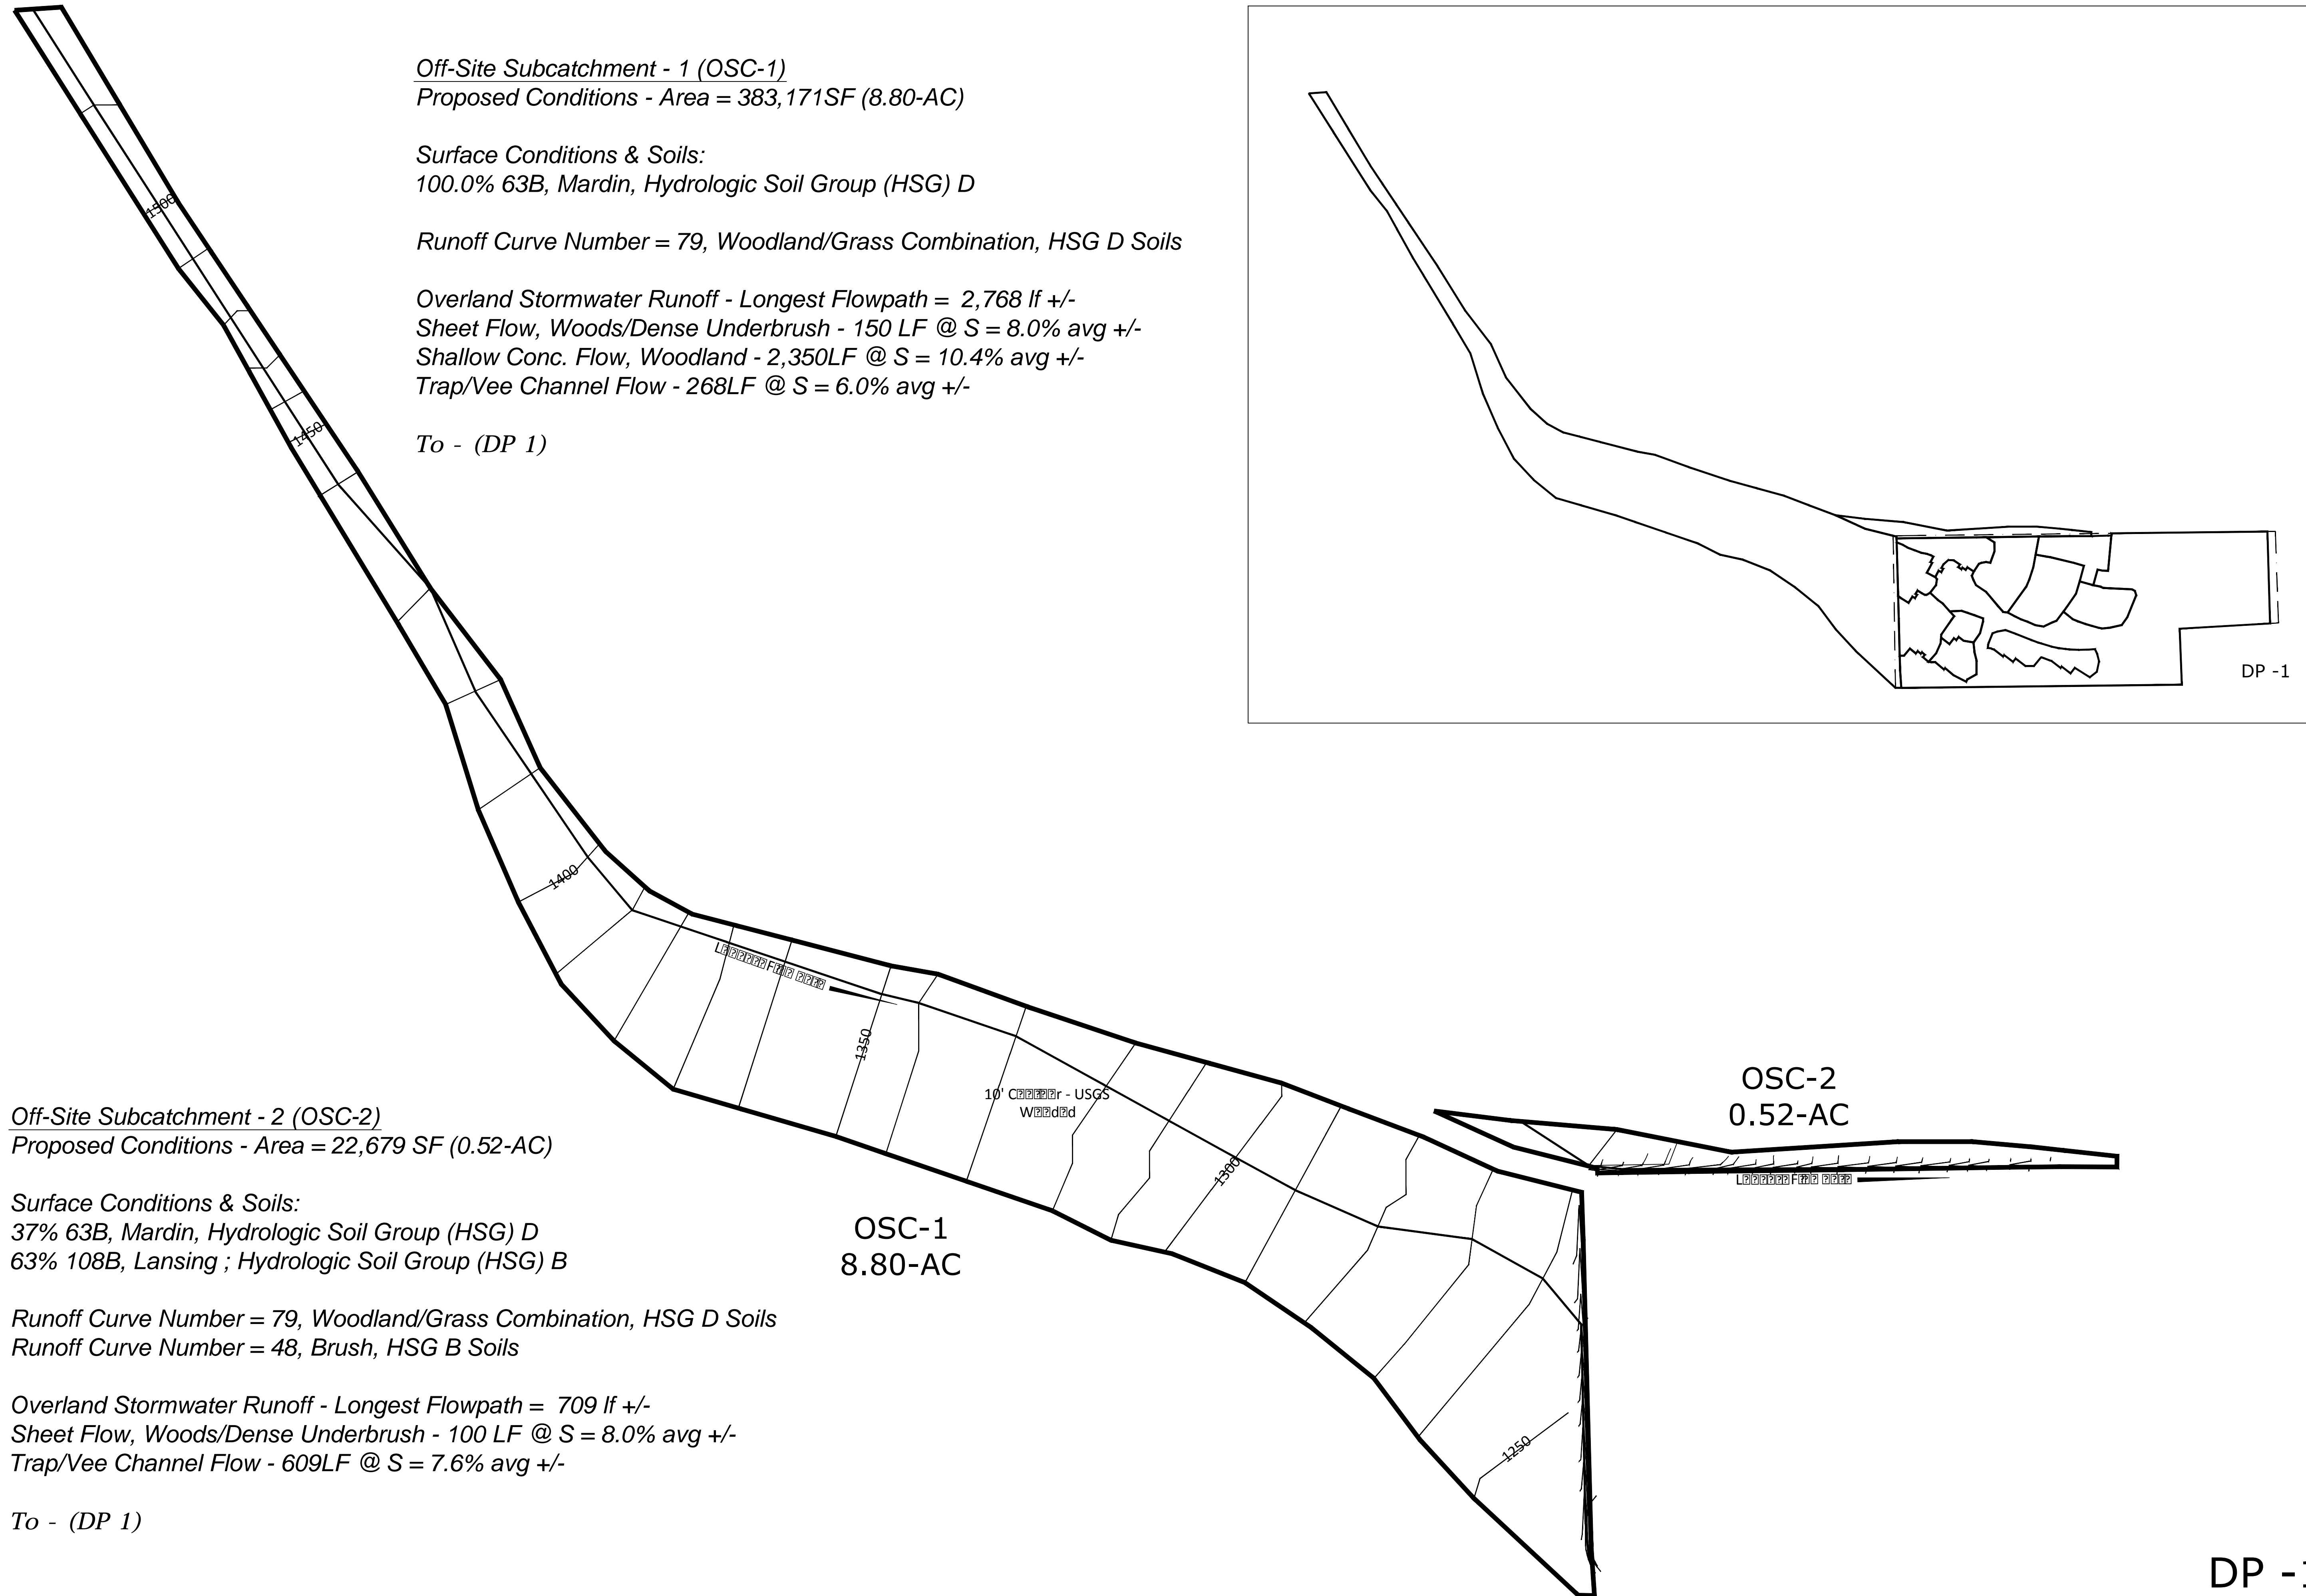 Off-Site Subcatchment - 1 (OSC-1)
Proposed Conditions - Area = 383,171SF (8.80-AC)
Surface Conditions & Soils:
100.0% 63B, Mardin, Hydrologic Soil Group (HSG) D
Runoff Curve Number = 79, Woodland/Grass Combination, HSG D Soils
Overland Stormwater Runoff - Longest Flowpath = 2,768 lf +/-
Sheet Flow, Woods/Dense Underbrush - 150 LF @ S = 8.0% avg +/-
Shallow Conc. Flow, Woodland - 2,350LF @ S = 10.4% avg +/-
Trap/Vee Channel Flow - 268LF @ S = 6.0% avg +/-
To - (DP 1)
DP -1
1500
1450
1400
1350
10' - USGS
1300
1250
OSC-1
8.80-AC
OSC-2
0.52-AC
Off-Site Subcatchment - 2 (OSC-2)
Proposed Conditions - Area = 22,679 SF (0.52-AC)
Surface Conditions & Soils:
37% 63B, Mardin, Hydrologic Soil Group (HSG) D
63% 108B, Lansing ; Hydrologic Soil Group (HSG) B
Runoff Curve Number = 79, Woodland/Grass Combination, HSG D Soils
Runoff Curve Number = 48, Brush, HSG B Soils
Overland Stormwater Runoff - Longest Flowpath = 709 lf +/-
Sheet Flow, Woods/Dense Underbrush - 100 LF @ S = 8.0% avg +/-
Trap/Vee Channel Flow - 609LF @ S = 7.6% avg +/-
To - (DP 1)
DP -